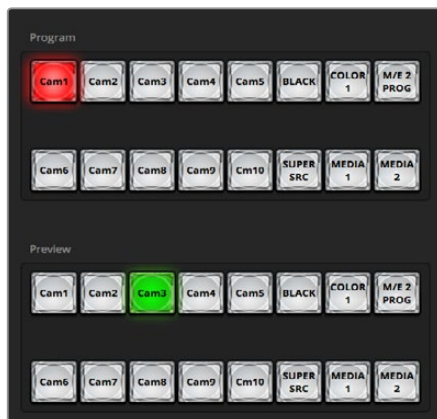 Program
Cam1 Cam2 Cam3 Cam4 Cam5 BLACK COLOR 1 M/E 2 PROG
Cam6 Cam7 Cam8 Cam9 Cm10 SUPER SRC MEDIA 1 MEDIA 2
Preview
Cam1 Cam2 Cam3 Cam4 Cam5 BLACK COLOR 1 M/E 2 PROG
Cam6 Cam7 Cam8 Cam9 Cm10 SUPER SRC MEDIA 1 MEDIA 2